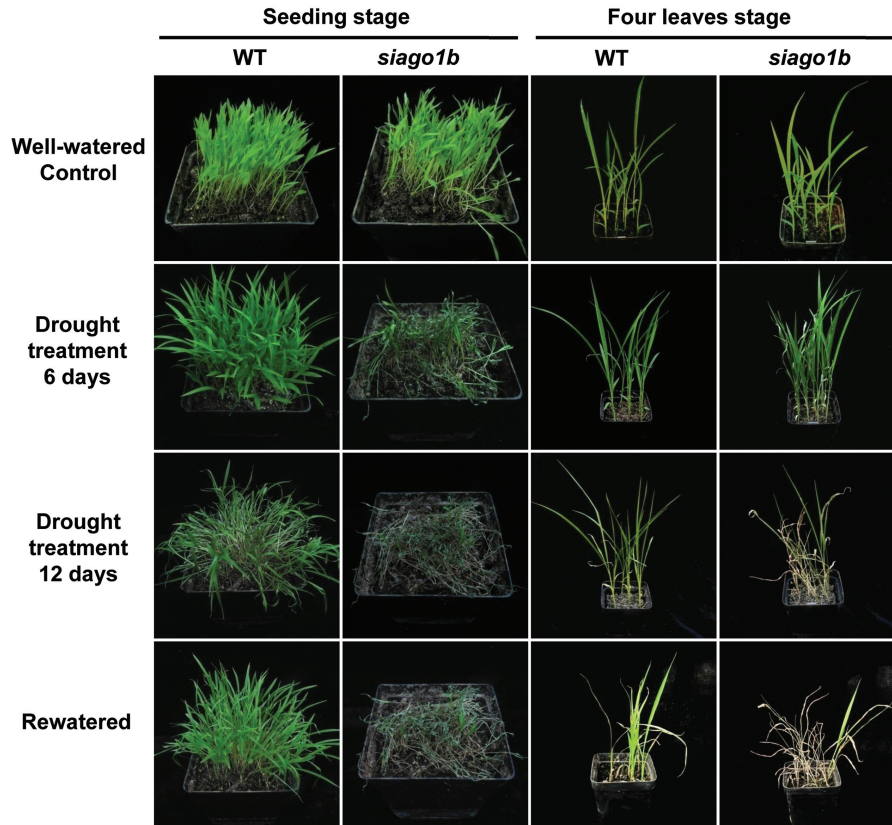 Seeding stage
Four leaves stage
WT
siago1b
WT
siago1b
Well-watered
Control
Drought
treatment
6 days
Drought
treatment
12 days
Rewatered